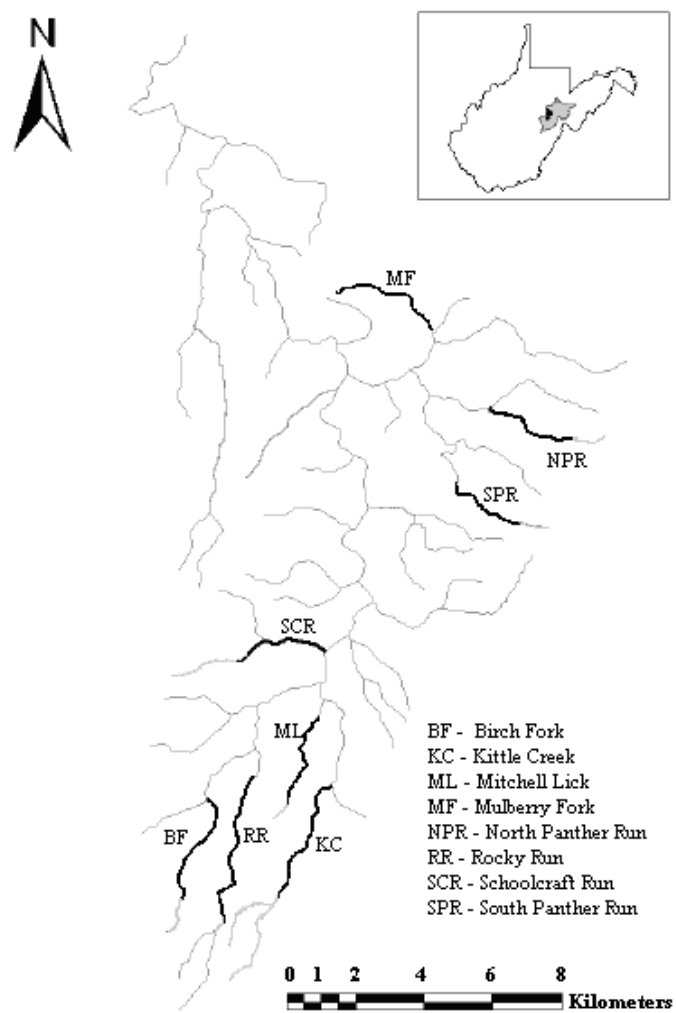 N
MF
NPR
SPR
SCR
ML
BF
RR
KC
BF - Birch Fork
KC - Kittle Creek
ML - Mitchell Lick
MF - Mulberry Fork
NPR - North Panther Run
RR - Rocky Run
SCR - Schoolcraft Run
SPR - South Panther Run
0 1 2 4 6 8
Kilometers